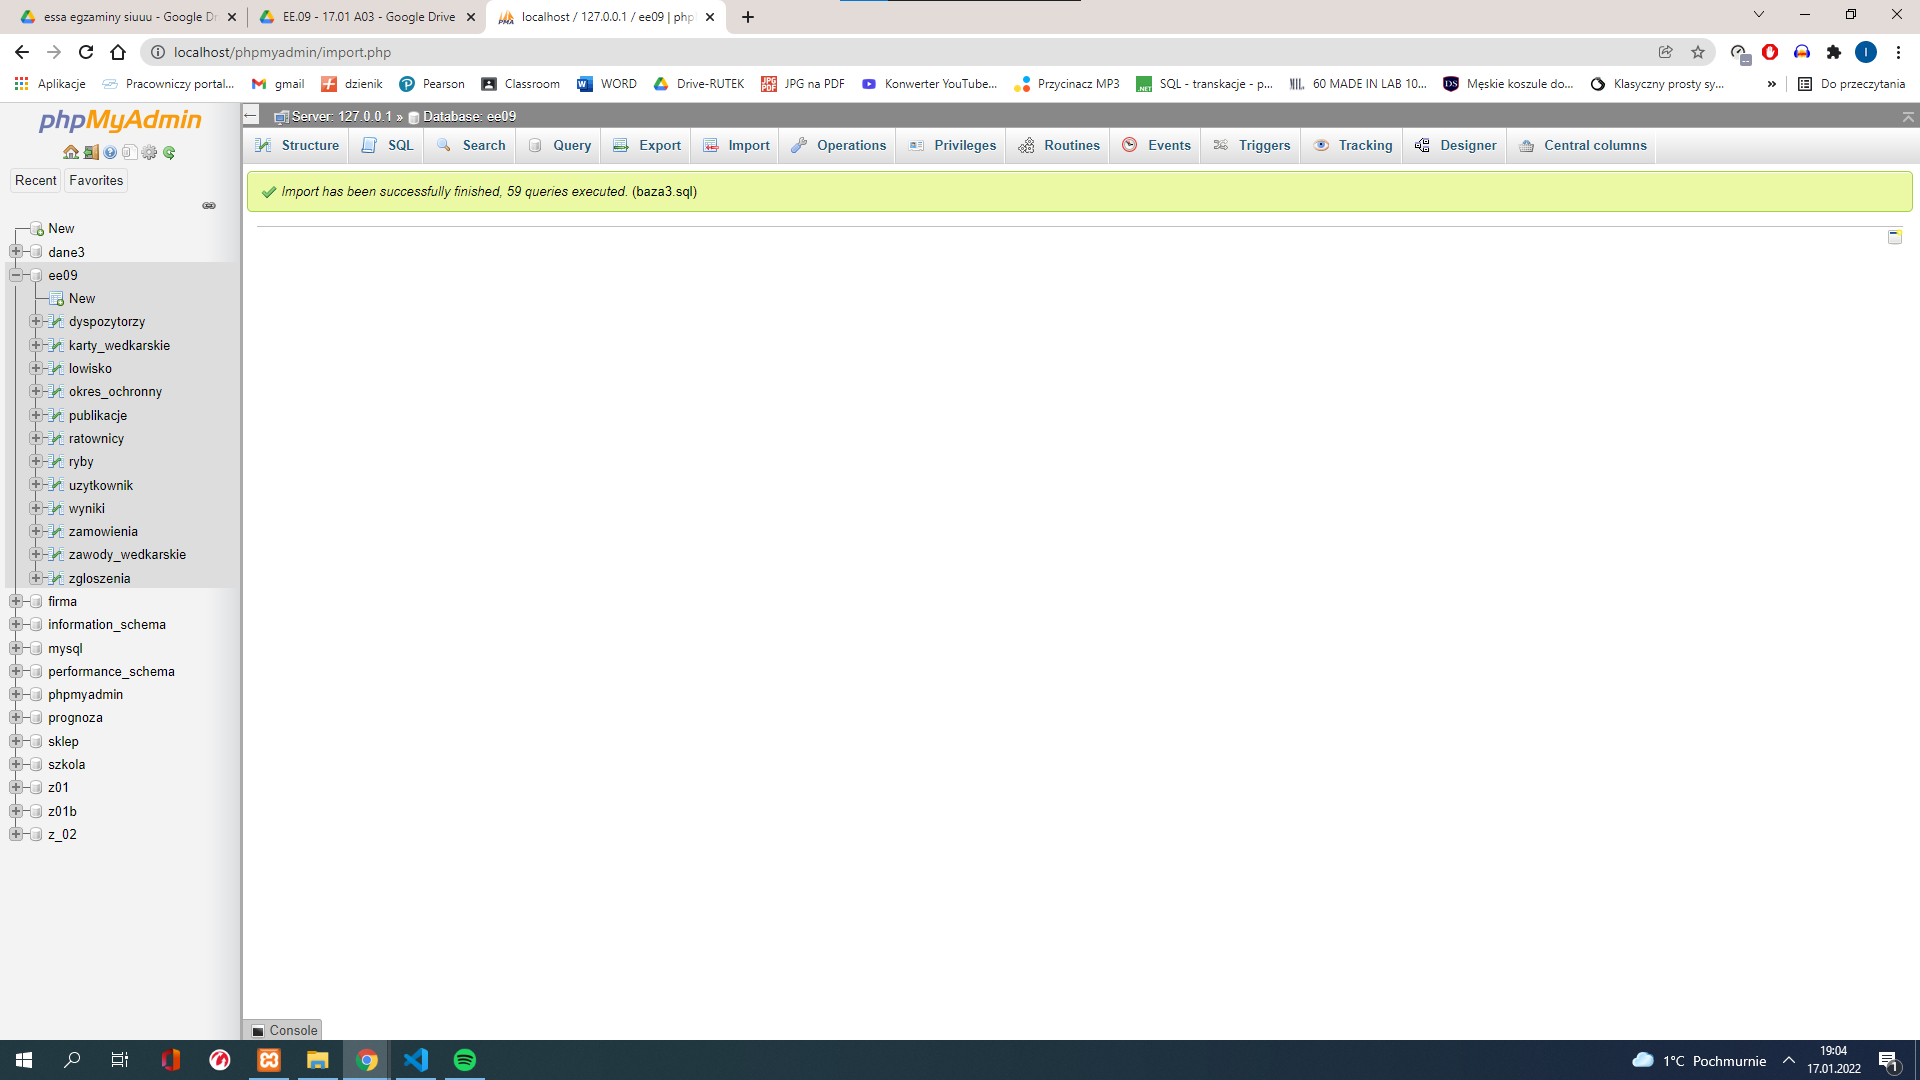 essa egzaminy siuuu - Google Dr
EE.09 - 17.01 A03 - Google Drive
localhost / 127.0.0.1 / ee09 | php
localhost/phpmyadmin/import.php
Aplikacje
Pracowniczy portal...
gmail
dzienik
Pearson
Classroom
WORD
Drive-RUTEK
JPG na PDF
Konwerter YouTube...
Przycinacz MP3
SQL - transkacje - p...
60 MADE IN LAB 10...
Męskie koszule do...
Klasyczny prosty sy...
»
Do przeczytania
phpMyAdmin
Recent
Favorites
New
dane3
ee09
New
dyspozytorzy
karty_wedkarskie
lowisko
okres_ochronny
publikacje
ratownicy
ryby
uzytkownik
wyniki
zamowienia
zawody_wedkarskie
zgloszenia
firma
information_schema
mysql
performance_schema
phpmyadmin
prognoza
sklep
szkola
z01
z01b
z_02
Server: 127.0.0.1 » Database: ee09
Structure
SQL
Search
Query
Export
Import
Operations
Privileges
Routines
Events
Triggers
Tracking
Designer
Central columns
Import has been successfully finished, 59 queries executed. (baza3.sql)
Console
1°C Pochmurnie
19:04
17.01.2022
1